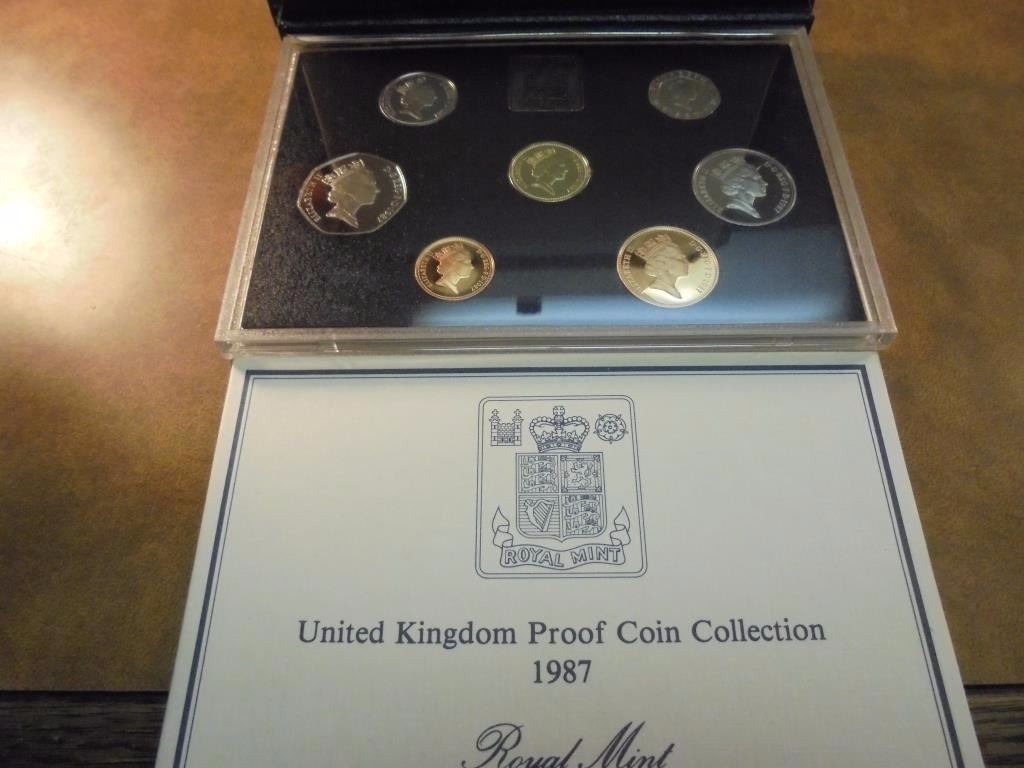 ROYAL MINT
United Kingdom Proof Coin Collection
1987
Royal Mint